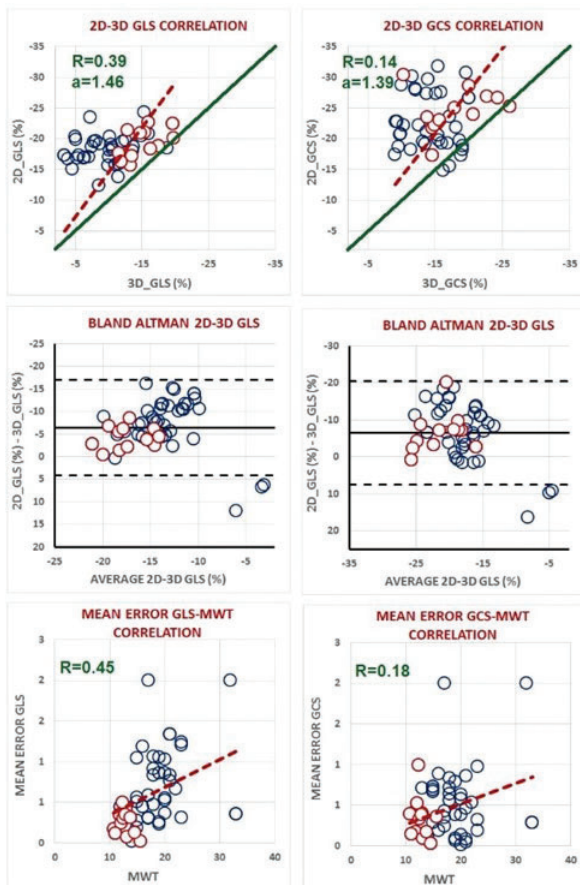 2D-3D GLS CORRELATION
R=0.39
a=1.46
-35
-30
-25
-20
-15
-10
-5
2D_GLS (%)
-5
-15
-25
-35
3D_GLS (%)
2D-3D GCS CORRELATION
R=0.14
a=1.39
-35
-30
-25
-20
-15
-10
-5
2D_GCS (%)
-5
-15
-25
-35
3D_GCS (%)
BLAND ALTMAN 2D-3D GLS
-25
-20
-15
-10
-5
0
5
10
15
20
2D_GLS (%) - 3D_GLS (%)
-25
-20
-15
-10
-5
AVERAGE 2D-3D GLS (%)
BLAND ALTMAN 2D-3D GLS
-30
-20
-10
0
10
20
2D_GLS (%) - 3D_GLS (%)
-35
-25
-15
-5
AVERAGE 2D-3D GLS (%)
MEAN ERROR GLS-MWT
CORRELATION
R=0.45
3
2
2
1
1
0
MEAN ERROR GLS
0
10
20
30
40
MWT
MEAN ERROR GCS-MWT
CORRELATION
R=0.18
3
2
2
1
1
0
MEAN ERROR GCS
0
10
20
30
40
MWT